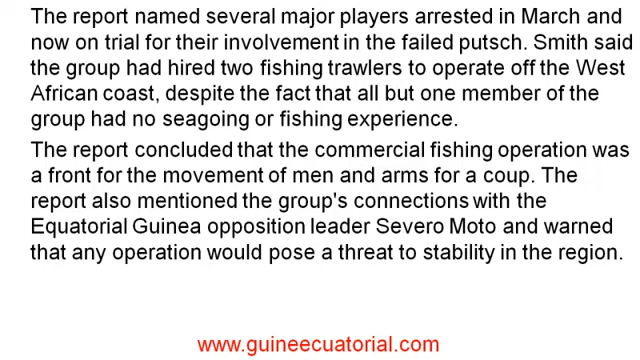 The report named several major players arrested in March and
now on trial for their involvement in the failed putsch. Smith said
the group had hired two fishing trawlers to operate off the West
African coast, despite the fact that all but one member of the
group had no seagoing or fishing experience.
The report concluded that the commercial fishing operation was
a front for the movement of men and arms for a coup. The
report also mentioned the group's connections with the
Equatorial Guinea opposition leader Severo Moto and warned
that any operation would pose a threat to stability in the region.
www.guineecuatorial.com